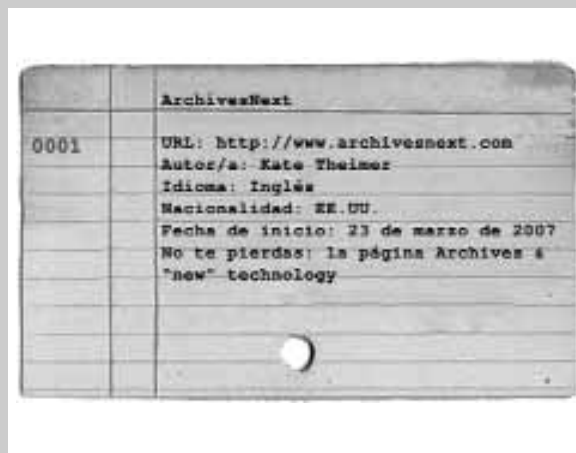 ArchivesNext
0001
URL: http://www.archivesnext.com
Autor/a: Kate Theimer
Idioma: Inglés
Nacionalidad: EE.UU.
Fecha de inicio: 23 de marzo de 2007
No te pierdas: la página Archives &
"new" technology